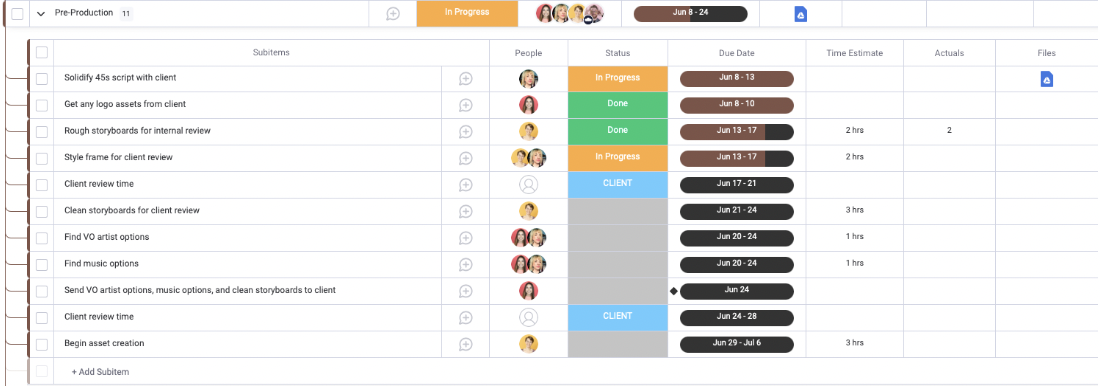 Pre-Production 11 In Progress Jun 8 - 24
Subitems People Status Due Date Time Estimate Actuals Files
Solidify 45s script with client In Progress Jun 8 - 13
Get any logo assets from client Done Jun 8 - 10
Rough storyboards for internal review Done Jun 13 - 17 2 hrs 2
Style frame for client review In Progress Jun 13 - 17 2 hrs
Client review time CLIENT Jun 17 - 21
Clean storyboards for client review Jun 21 - 24 3 hrs
Find VO artist options Jun 20 - 24 1 hrs
Find music options Jun 20 - 24 1 hrs
Send VO artist options, music options, and clean storyboards to client Jun 24
Client review time CLIENT Jun 24 - 28
Begin asset creation Jun 29 - Jul 6 3 hrs
+ Add Subitem